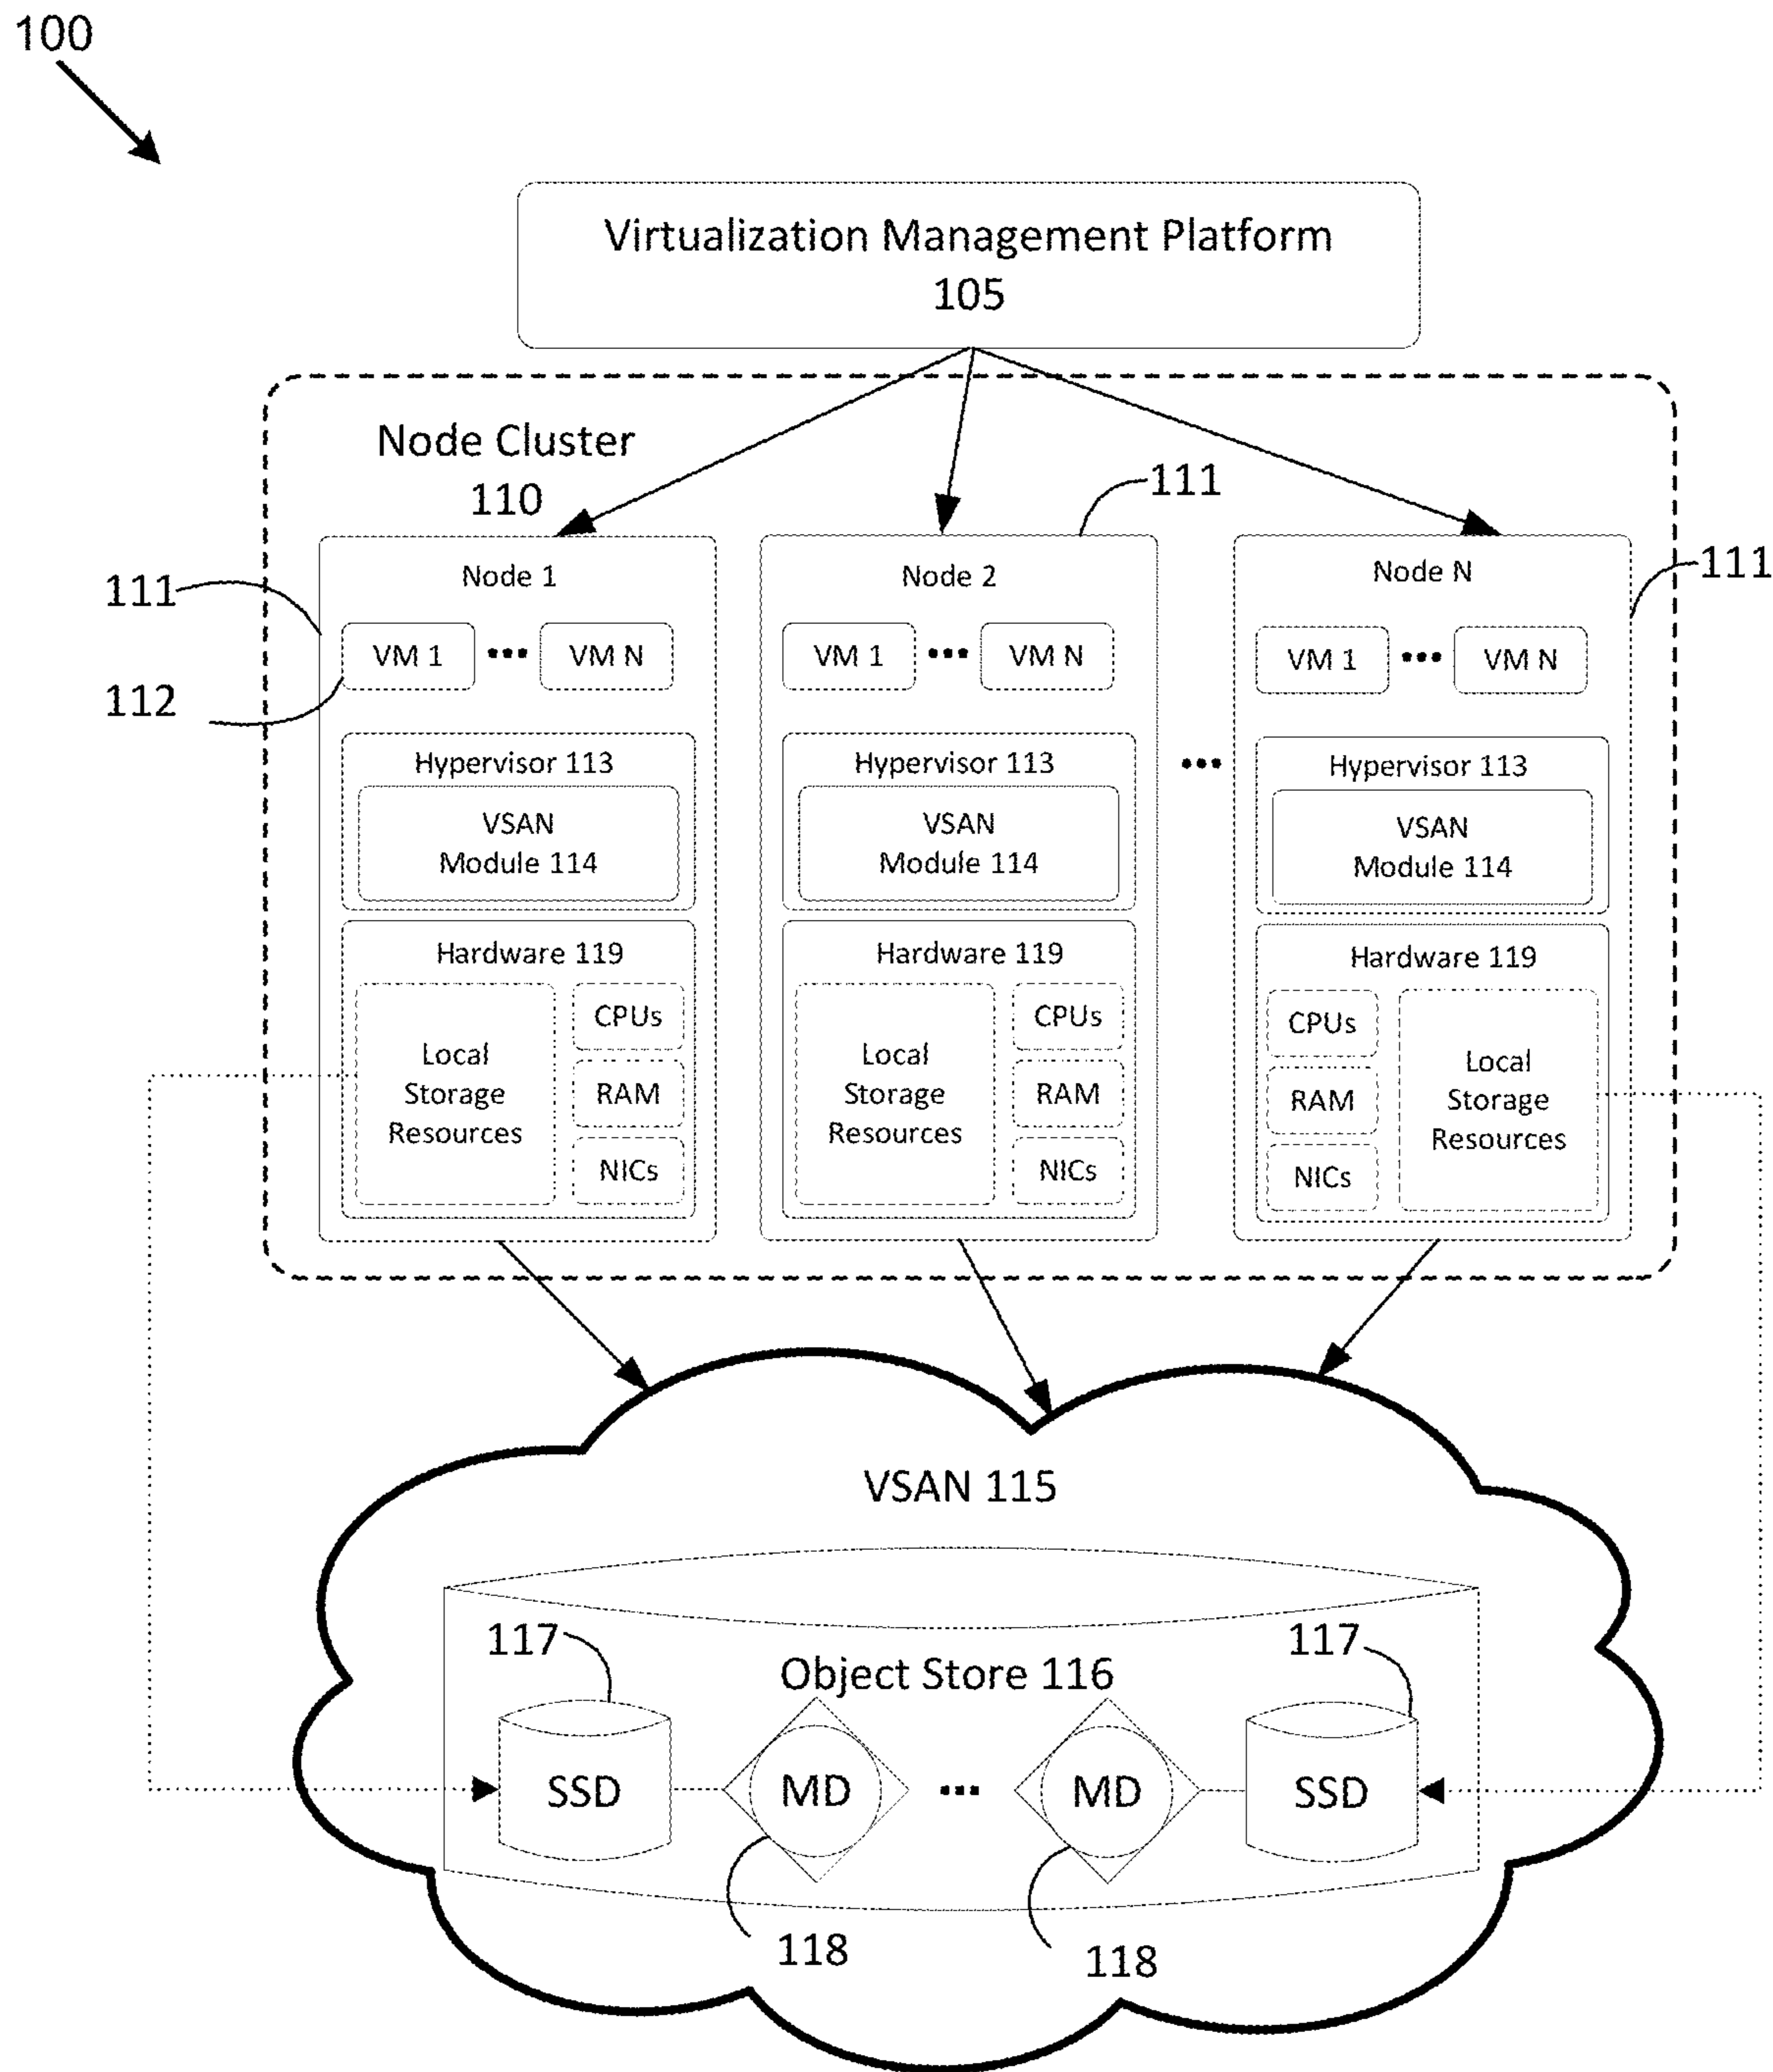 100
Virtualization Management Platform
105
Node Cluster
110
111
111
111
112
Node 1
VM 1 ••• VM N
Hypervisor 113
VSAN
Module 114
Hardware 119
Local
Storage
Resources
CPUs
RAM
NICs
Node 2
VM 1 ••• VM N
Hypervisor 113
VSAN
Module 114
Hardware 119
Local
Storage
Resources
CPUs
RAM
NICs
•••
Node N
VM 1 ••• VM N
Hypervisor 113
VSAN
Module 114
Hardware 119
CPUs
RAM
NICs
Local
Storage
Resources
VSAN 115
117
117
Object Store 116
SSD
MD
•••
MD
SSD
118
118